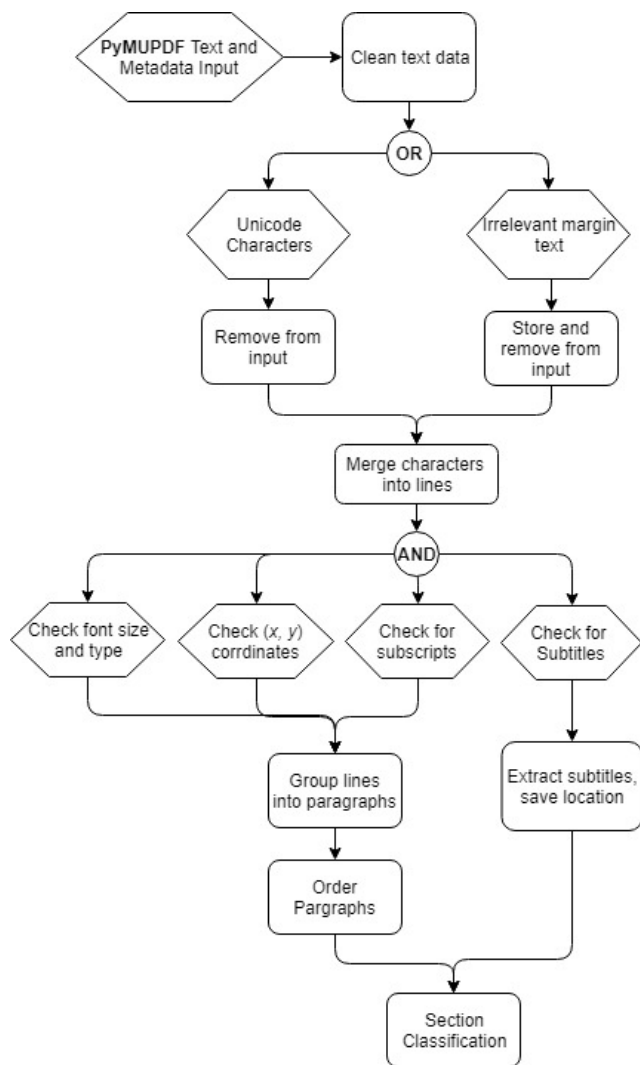 PyMUPDF Text and
Metadata Input
Clean text data
OR
Unicode
Characters
Irrelevant margin
text
Remove from
input
Store and
remove from
input
Merge characters
into lines
AND
Check font size
and type
Check (x, y)
corrdinates
Check for
subscripts
Check for
Subtitles
Group lines
into paragraphs
Extract subtitles,
save location
Order
Pargraphs
Section
Classification